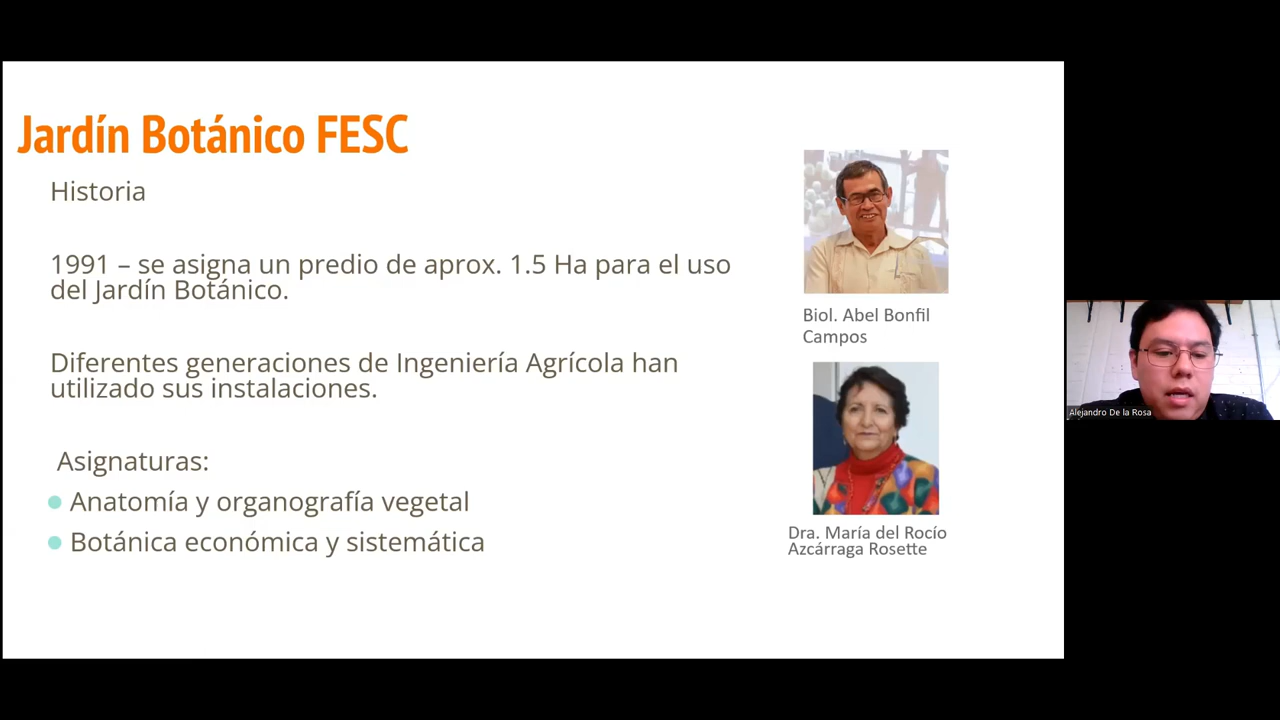 Jardín Botánico FESC
Historia
1991 – se asigna un predio de aprox. 1.5 Ha para el uso
del Jardín Botánico.
Diferentes generaciones de Ingeniería Agrícola han
utilizado sus instalaciones.
Asignaturas:
Anatomía y organografía vegetal
Botánica económica y sistemática
Biol. Abel Bonfil
Campos
Dra. María del Rocío
Azcárraga Rosette
Alejandro De la Rosa